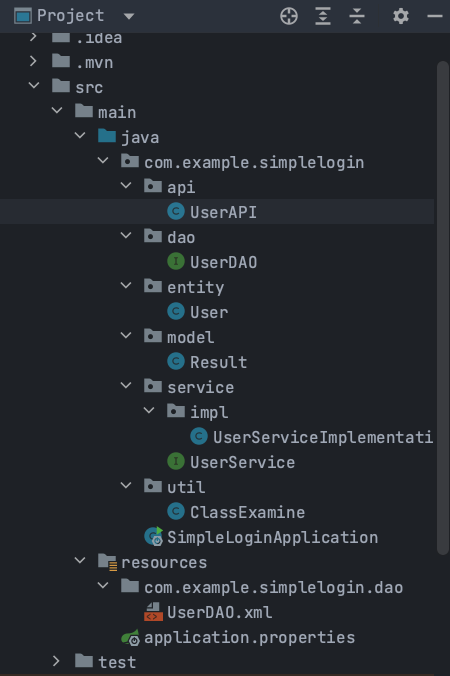 Project
.idea
.mvn
src
main
java
com.example.simplelogin
api
UserAPI
dao
UserDAO
entity
User
model
Result
service
impl
UserServiceImplementati
UserService
util
ClassExamine
SimpleLoginApplication
resources
com.example.simplelogin.dao
UserDAO.xml
application.properties
test